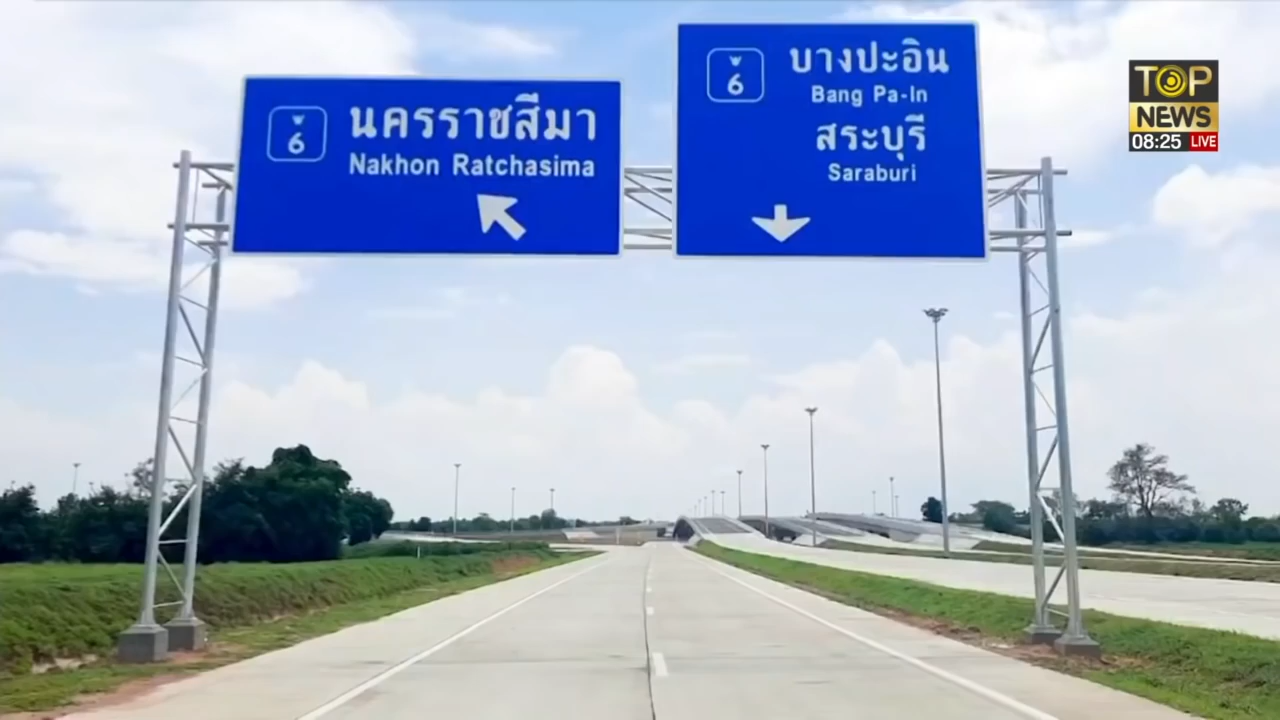 6
นครราชสีมา
Nakhon Ratchasima
6
บางปะอิน
Bang Pa-In
สระบุรี
Saraburi
TOP
NEWS
08:25 LIVE